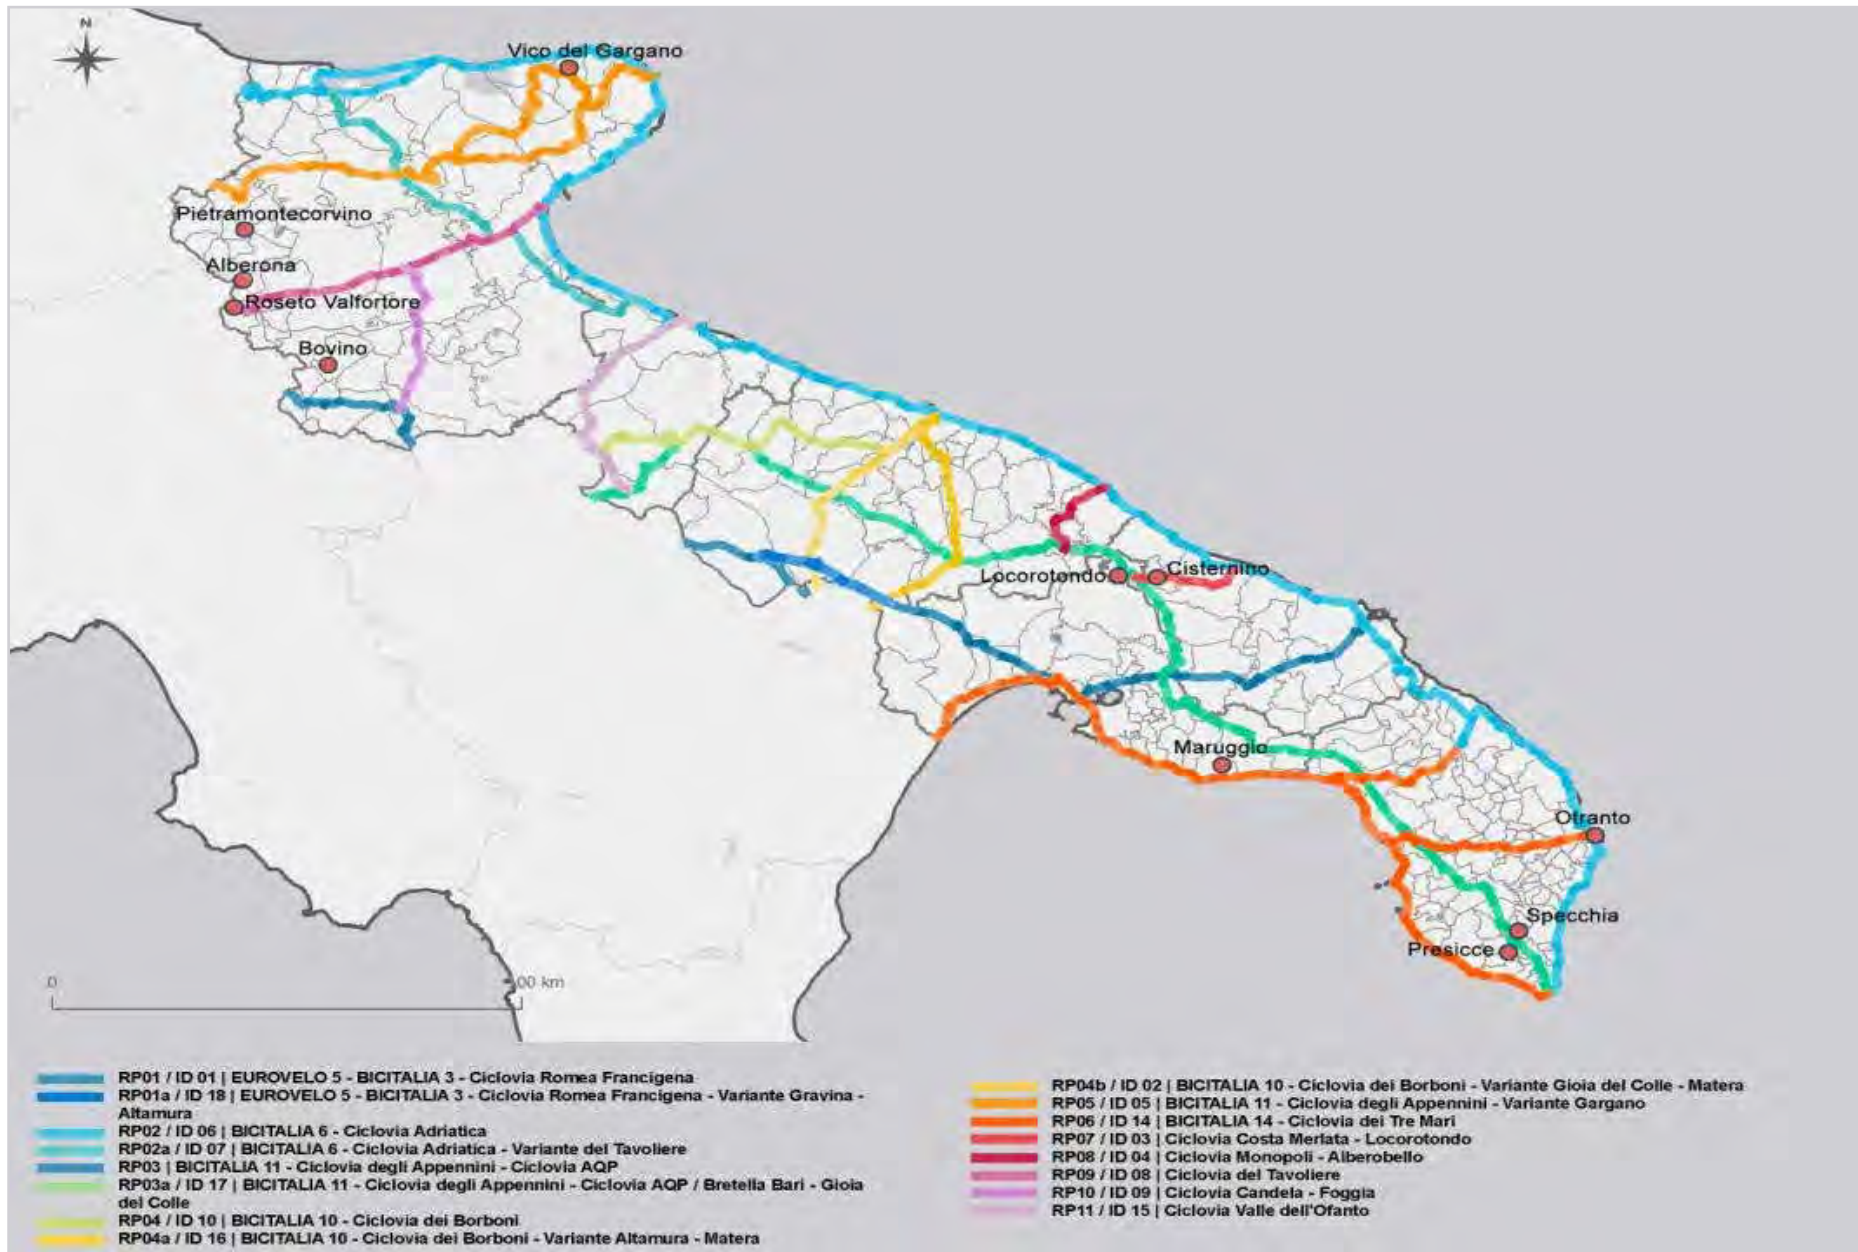 N
Vico del Gargano
Pietramontecorvino
Alberona
Roseto Valfortore
Bovino
Locorotondo
Cisternino
Maruggio
Otranto
Specchia
Presicce
0
00 km
RP01 / ID 01 | EUROVELO 5 - BICITALIA 3 - Ciclovia Romea Francigena
RP01a / ID 18 | EUROVELO 5 - BICITALIA 3 - Ciclovia Romea Francigena - Variante Gravina -
Altamura
RP02 / ID 06 | BICITALIA 6 - Ciclovia Adriatica
RP02a / ID 07 | BICITALIA 6 - Ciclovia Adriatica - Variante del Tavoliere
RP03 | BICITALIA 11 - Ciclovia degli Appennini - Ciclovia AQP
RP03a / ID 17 | BICITALIA 11 - Ciclovia degli Appennini - Ciclovia AQP / Bretella Bari - Gioia
del Colle
RP04 / ID 10 | BICITALIA 10 - Ciclovia dei Borboni
RP04a / ID 16 | BICITALIA 10 - Ciclovia dei Borboni - Variante Altamura - Matera
RP04b / ID 02 | BICITALIA 10 - Ciclovia dei Borboni - Variante Gioia del Colle - Matera
RP05 / ID 05 | BICITALIA 11 - Ciclovia degli Appennini - Variante Gargano
RP06 / ID 14 | BICITALIA 14 - Ciclovia dei Tre Mari
RP07 / ID 03 | Ciclovia Costa Merlata - Locorotondo
RP08 / ID 04 | Ciclovia Monopoli - Alberobello
RP09 / ID 08 | Ciclovia del Tavoliere
RP10 / ID 09 | Ciclovia Candela - Foggia
RP11 / ID 15 | Ciclovia Valle dell'Ofanto